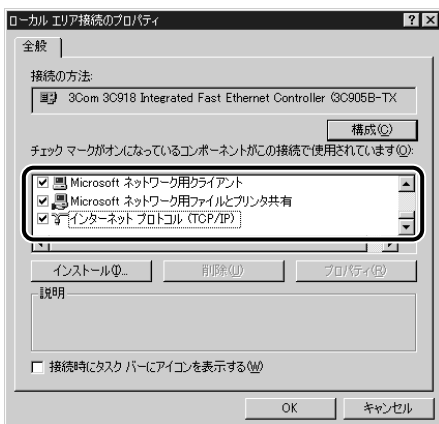 ローカル エリア接続のプロパティ
全般
接続の方法:
3Com 3C918 Integrated Fast Ethernet Controller (3C905B-TX
構成(C)
チェック マークがオンになっているコンポーネントがこの接続で使用されています(O):
Microsoft ネットワーク用クライアント
Microsoft ネットワーク用ファイルとプリンタ共有
インターネット プロトコル (TCP/IP)
インストール(I)... 削除(U) プロパティ(R)
説明
接続時にタスク バーにアイコンを表示する(W)
OK キャンセル